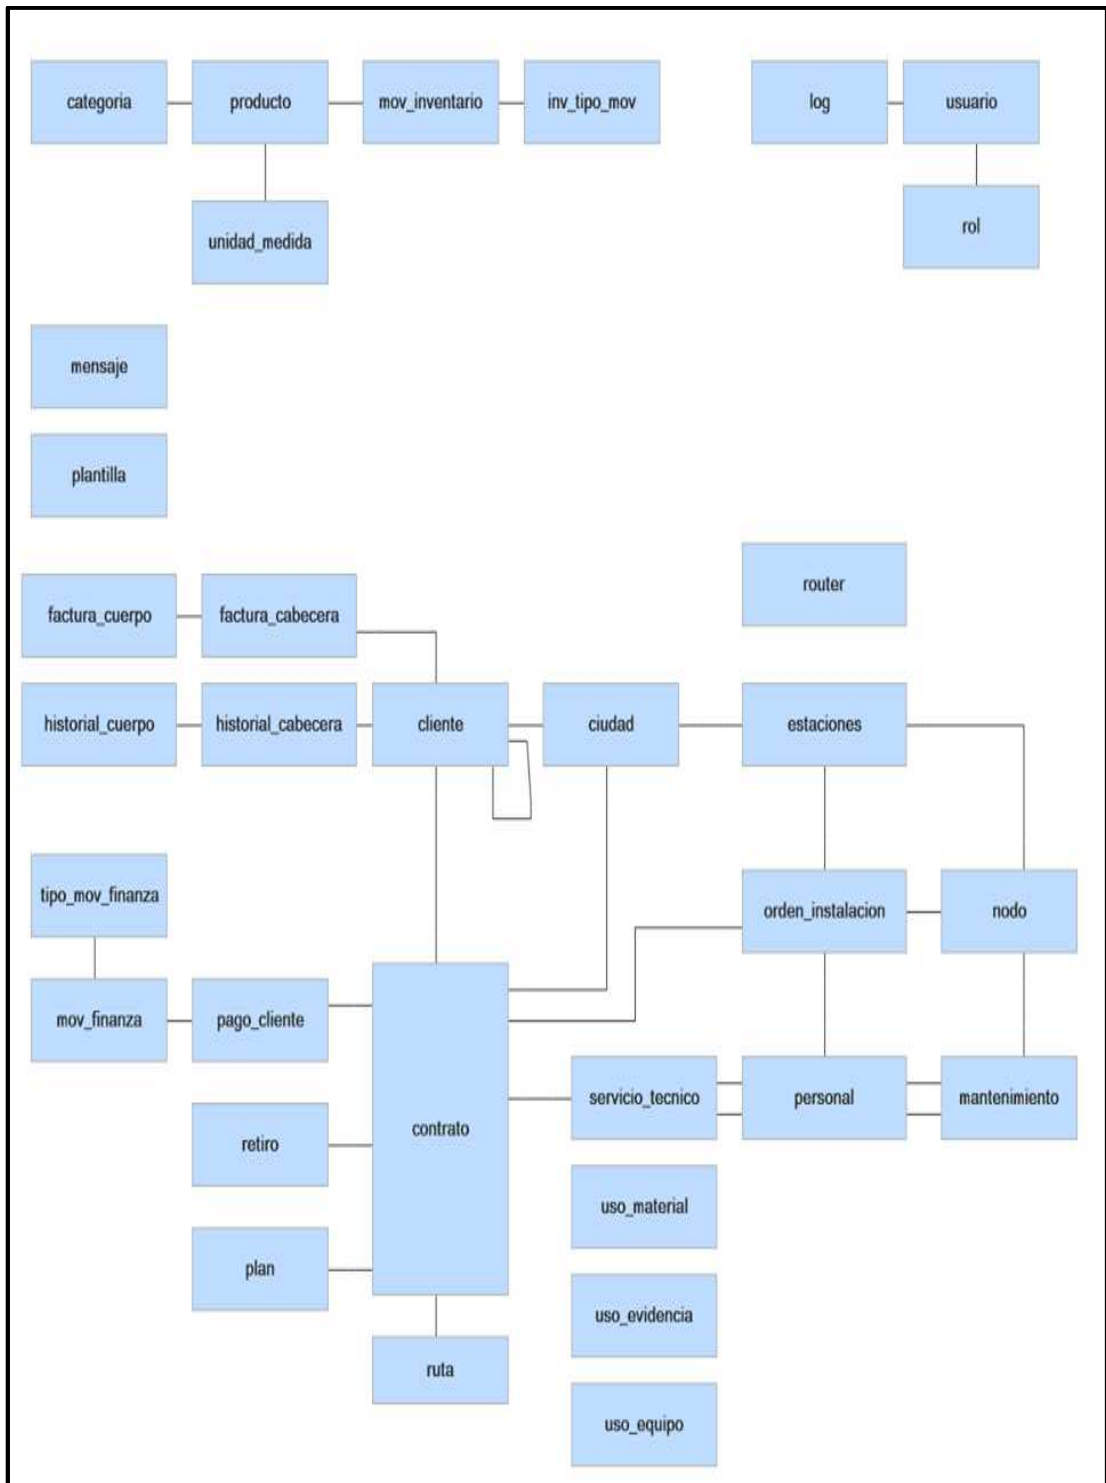 categoria
producto
mov_inventario
inv_tipo_mov
log
usuario
unidad_medida
rol
mensaje
plantilla
router
factura_cuerpo
factura_cabecera
historial_cuerpo
historial_cabecera
cliente
ciudad
estaciones
tipo_mov_finanza
orden_instalacion
nodo
mov_finanza
pago_cliente
contrato
servicio_tecnico
personal
mantenimiento
retiro
uso_material
plan
uso_evidencia
ruta
uso_equipo